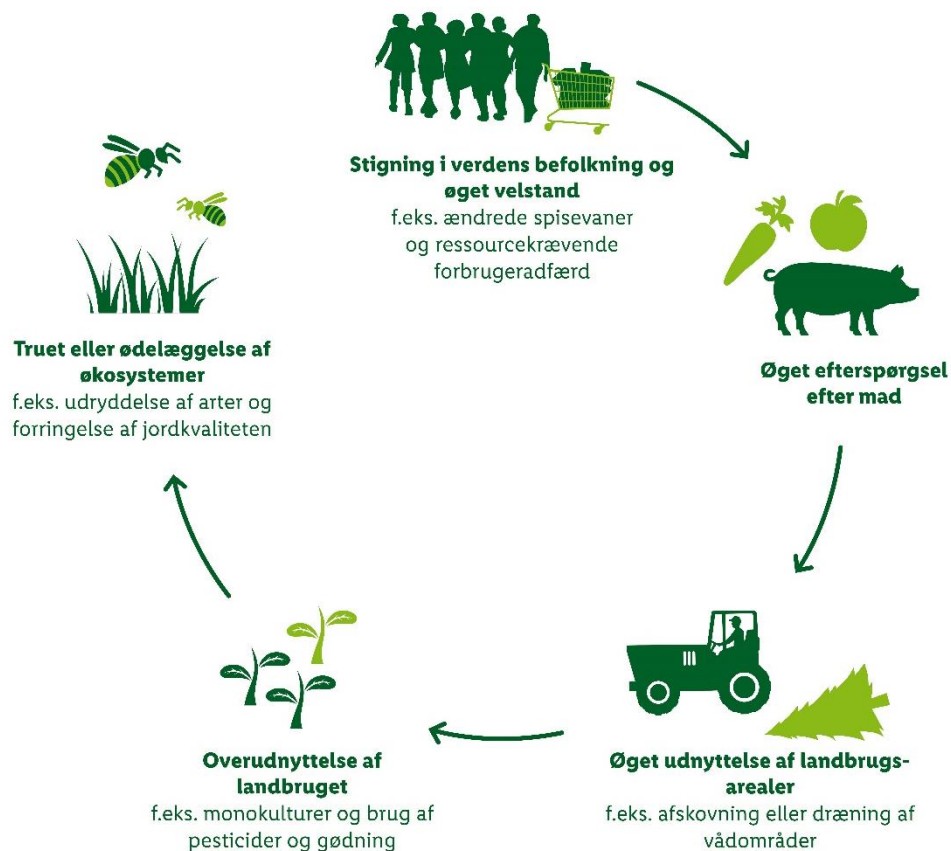 Stigning i verdens befolkning og
øget velstand
f.eks. ændrede spisevaner
og ressourcekrævende
forbrugeradfærd
Øget efterspørgsel
efter mad
Øget udnyttelse af landbrugs-
arealer
f.eks. afskovning eller dræning af
vådområder
Overudnyttelse af
landbruget
f.eks. monokulturer og brug af
pesticider og gødning
Truet eller ødelæggelse af
økosystemer
f.eks. udryddelse af arter og
forringelse af jordkvaliteten